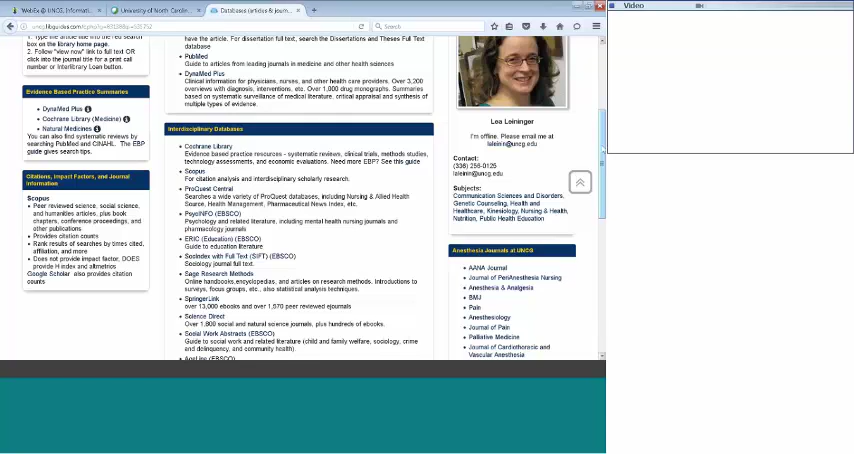 WebEx @ UNCG, Informati...
University of North Carolin...
Databases (articles & journ...
uncg.libguides.com
Search
1. Type the article title into the red search
box on the library home page.
2. Follow "view now" link to full text OR
click into the journal title for a print call
number or Interlibrary Loan button.
Evidence Based Practice Summaries
DynaMed Plus
Cochrane Library (Medicine)
Natural Medicines
You can also find systematic reviews by
searching PubMed and CINAHL. The EBP
guide gives search tips.
Citations, Impact Factors, and Journal
Information
Scopus
Peer reviewed science, social science,
and humanities articles, plus book
chapters, conference proceedings, and
other publications
Provides citation counts
Rank results of searches by times cited,
affiliation, and more
Does not provide impact factor, DOES
provide H index and altmetrics
Google Scholar also provides citation
counts
have the article. For dissertation full text, search the Dissertations and Theses Full Text
database
PubMed
Guide to articles from leading journals in medicine and other health sciences
DynaMed Plus
Clinical information for physicians, nurses, and other health care providers. Over 3,200
overviews with diagnosis, interventions, etc. Over 1,000 drug monographs. Summaries
based on systematic surveillance of medical literature, critical appraisal and synthesis of
multiple types of evidence.
Interdisciplinary Databases
Cochrane Library
Evidence based practice resources - systematic reviews, clinical trials, methods studies,
technology assessments, and economic evaluations. Need more EBP? See this guide
Scopus
For citation analysis and interdisciplinary scholarly research.
ProQuest Central
Searches a wide variety of ProQuest databases, including Nursing & Allied Health
Source, Health Management, Pharmaceutical News Index, etc.
PsycINFO (EBSCO)
Psychology and related literature, including mental health nursing journals and
pharmacology journals
ERIC (Education) (EBSCO)
Guide to education literature
SocIndex with Full Text (SIFT) (EBSCO)
Sociology journal full text.
Sage Research Methods
Online handbooks, encyclopedias, and articles on research methods. Introductions to
surveys, focus groups, etc., also statistical analysis techniques.
SpringerLink
over 13,000 ebooks and over 1,570 peer reviewed ejournals
Science Direct
Over 1,800 social and natural science journals, plus hundreds of ebooks.
Social Work Abstracts (EBSCO)
Guide to social work and related literature (child and family welfare, sociology, crime
and delinquency, and community health).
AgeLine (EBSCO)
Lea Leininger
I'm offline. Please email me at
laleinin@uncg.edu
Contact:
(336) 256-0125
laleinin@uncg.edu
Subjects:
Communication Sciences and Disorders,
Genetic Counseling, Health and
Healthcare, Kinesiology, Nursing & Health,
Nutrition, Public Health Education
Anesthesia Journals at UNCG
AANA Journal
Journal of PeriAnesthesia Nursing
Anesthesia & Analgesia
BMJ
Pain
Anesthesiology
Journal of Pain
Palliative Medicine
Journal of Cardiothoracic and
Vascular Anesthesia
Video